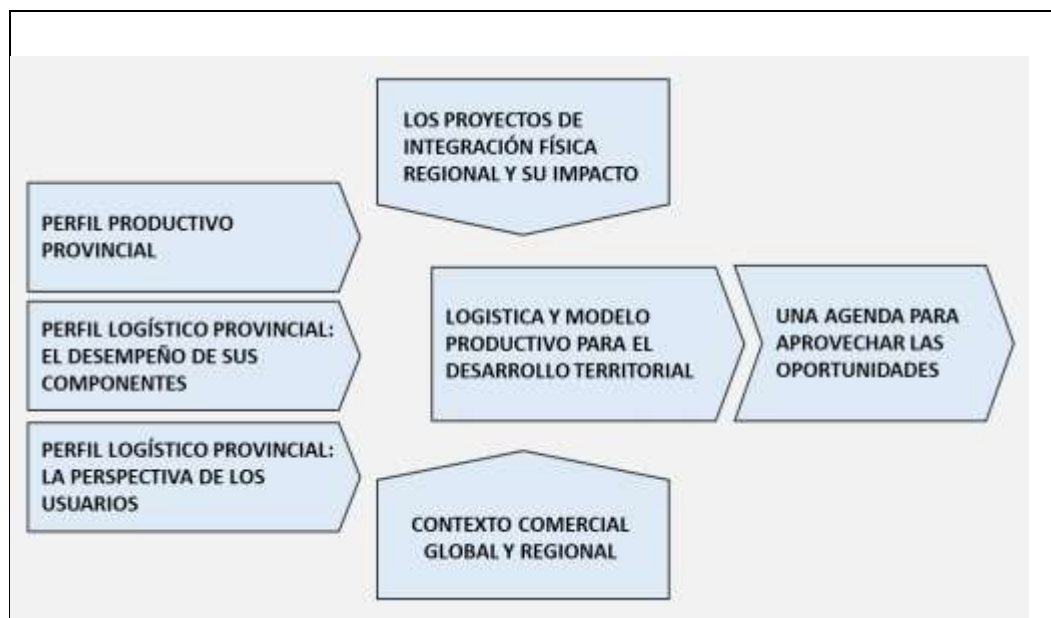 LOS PROYECTOS DE
INTEGRACIÓN FÍSICA
REGIONAL Y SU IMPACTO
PERFIL PRODUCTIVO
PROVINCIAL
PERFIL LOGÍSTICO PROVINCIAL:
EL DESEMPEÑO DE SUS
COMPONENTES
PERFIL LOGÍSTICO PROVINCIAL:
LA PERSPECTIVA DE LOS
USUARIOS
LOGISTICA Y MODELO
PRODUCTIVO PARA EL
DESARROLLO TERRITORIAL
UNA AGENDA PARA
APROVECHAR LAS
OPORTUNIDADES
CONTEXTO COMERCIAL
GLOBAL Y REGIONAL